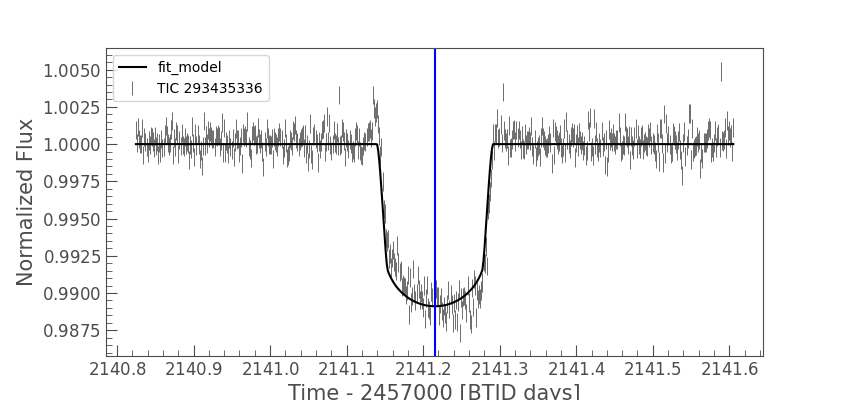 fit_model
TIC 293435336
1.0050
1.0025
1.0000
0.9975
0.9950
0.9925
0.9900
0.9875
Normalized Flux
2140.8 2140.9 2141.0 2141.1 2141.2 2141.3 2141.4 2141.5 2141.6
Time - 2457000 [BTJD days]